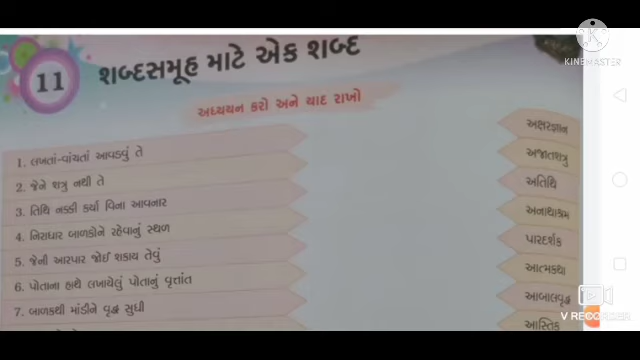 KINEMASTER
11 શબ્દસમૂહ માટે એક શબ્દ
અધ્યયન કરો અને યાદ રાખો
1. લખતાં-વાંચતાં આવડવું તે અક્ષરજ્ઞાન
2. જેને શત્રુ નથી તે અજાતશત્રુ
3. તિથિ નક્કી કર્યા વિના આવનાર અતિથિ
4. નિરાધાર બાળકોને રહેવાનું સ્થળ અનાથાશ્રમ
5. જેની આરપાર જોઈ શકાય તેવું પારદર્શક
6. પોતાના હાથે લખાયેલું પોતાનું વૃત્તાંત આત્મકથા
7. બાળકથી માંડીને વૃદ્ધ સુધી આબાલવૃદ્ધ
આસ્તિક
V RECO